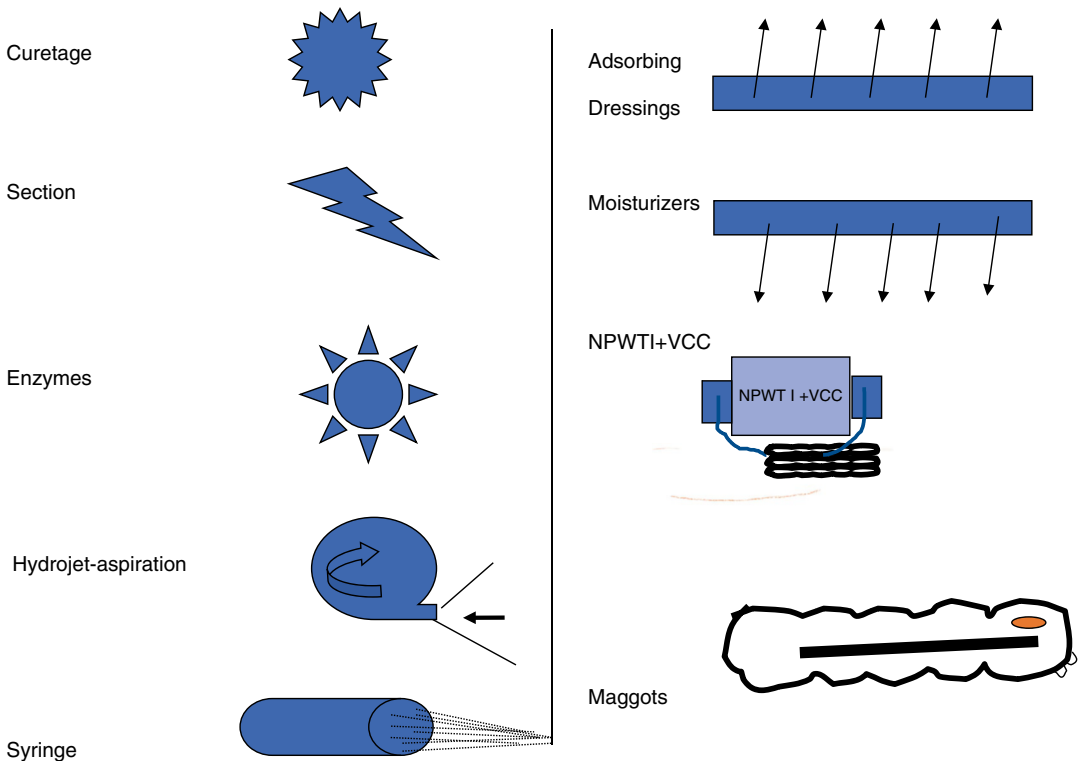 Curetage
Section
Enzymes
Hydrojet-aspiration
Syringe
Adsorbing
Dressings
Moisturizers
NPWTI+VCC
NPWT I +VCC
Maggots